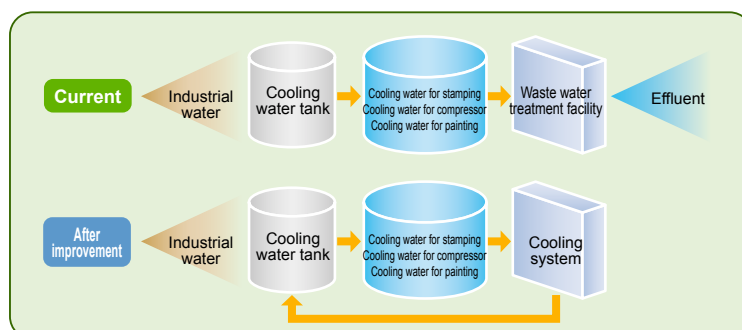 Current
Industrial
water
Cooling
water tank
Cooling water for stamping
Cooling water for compressor
Cooling water for painting
Waste water
treatment facility
Effluent
After
improvement
Industrial
water
Cooling
water tank
Cooling water for stamping
Cooling water for compressor
Cooling water for painting
Cooling
system